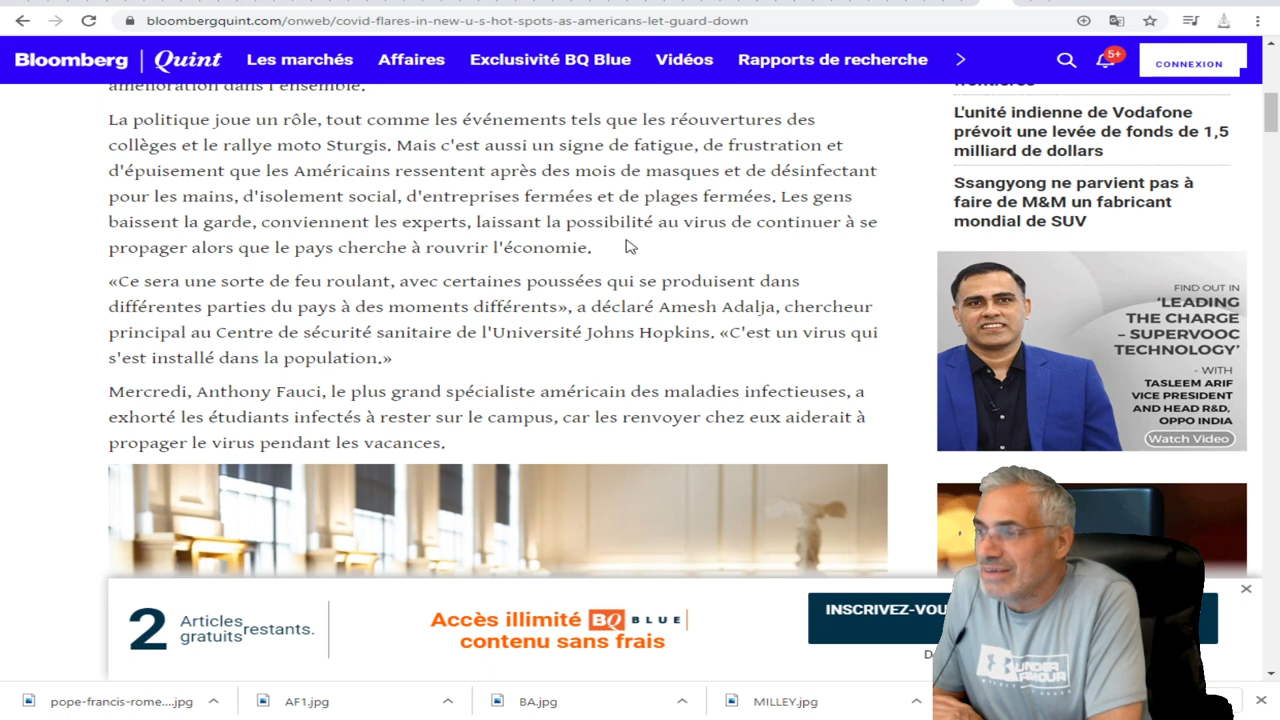 bloombergquint.com/onweb/covid-flares-in-new-u-s-hot-spots-as-americans-let-guard-down
Bloomberg | Quint Les marchés Affaires Exclusivité BQ Blue Vidéos Rapports de recherche 5+ CONNEXION
amélioration dans l'ensemble.
La politique joue un rôle, tout comme les événements tels que les réouvertures des
collèges et le rallye moto Sturgis. Mais c'est aussi un signe de fatigue, de frustration et
d'épuisement que les Américains ressentent après des mois de masques et de désinfectant
pour les mains, d'isolement social, d'entreprises fermées et de plages fermées. Les gens
baissent la garde, conviennent les experts, laissant la possibilité au virus de continuer à se
propager alors que le pays cherche à rouvrir l'économie.
«Ce sera une sorte de feu roulant, avec certaines poussées qui se produisent dans
différentes parties du pays à des moments différents», a déclaré Amesh Adalja, chercheur
principal au Centre de sécurité sanitaire de l'Université Johns Hopkins. «C'est un virus qui
s'est installé dans la population.»
Mercredi, Anthony Fauci, le plus grand spécialiste américain des maladies infectieuses, a
exhorté les étudiants infectés à rester sur le campus, car les renvoyer chez eux aiderait à
propager le virus pendant les vacances.
frontières
L'unité indienne de Vodafone
prévoit une levée de fonds de 1,5
milliard de dollars
Ssangyong ne parvient pas à
faire de M&M un fabricant
mondial de SUV
FIND OUT IN
'LEADING
THE CHARGE
– SUPERVOOC
TECHNOLOGY'
- WITH
TASLEEM ARIF
VICE PRESIDENT
AND HEAD R&D,
OPPO INDIA
Watch Video
2 Articles
gratuits restants.
Accès illimité BQ BLUE
contenu sans frais
INSCRIVEZ-VOU
D
UNDER
ARMOUR
pope-francis-rome-....jpg
AF1.jpg
BA.jpg
MILLEY.jpg